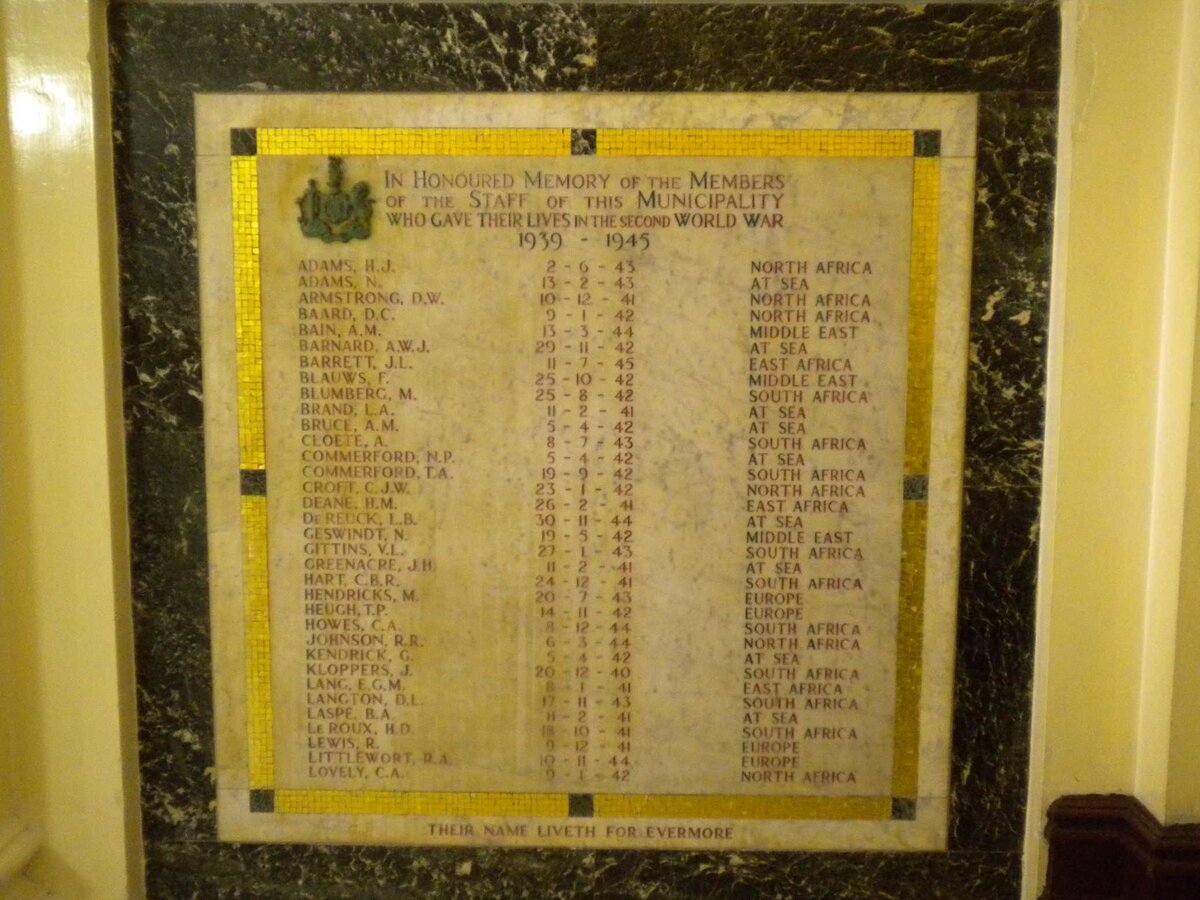 IN HONOURED MEMORY OF THE MEMBERS
OF THE STAFF OF THIS MUNICIPALITY
WHO GAVE THEIR LIVES IN THE SECOND WORLD WAR
1939 - 1945
ADAMS, H.J. 2 - 6 - 43 NORTH AFRICA
ADAMS, N. 13 - 2 - 43 AT SEA
ARMSTRONG, D.W. 10 - 12 - 41 NORTH AFRICA
BAARD, D.C. 9 - 1 - 42 NORTH AFRICA
BAIN, A.M. 13 - 3 - 44 MIDDLE EAST
BARNARD, A.W.J. 29 - 11 - 42 AT SEA
BARRETT, J.L. 11 - 7 - 45 EAST AFRICA
BLAUWS, F. 25 - 10 - 42 MIDDLE EAST
BLUMBERG, M. 25 - 8 - 42 SOUTH AFRICA
BRAND, L.A. 11 - 2 - 41 AT SEA
BRUCE, A.M. 5 - 4 - 42 AT SEA
CLOETE, A. 8 - 7 - 43 SOUTH AFRICA
COMMERFORD, N.P. 5 - 4 - 42 AT SEA
COMMERFORD, T.A. 19 - 9 - 42 SOUTH AFRICA
CROFT, C.J.W. 23 - 1 - 42 NORTH AFRICA
DEANE, H.M. 26 - 2 - 41 EAST AFRICA
DE REUCK, L.B. 30 - 11 - 44 AT SEA
GESWINDT, N. 19 - 5 - 42 MIDDLE EAST
GITTINS, V.L. 27 - 1 - 43 SOUTH AFRICA
GREENACRE, J.H. 11 - 2 - 41 AT SEA
HART, C.B.R. 24 - 12 - 41 SOUTH AFRICA
HENDRICKS, M. 20 - 7 - 43 EUROPE
HEUGH, T.P. 14 - 11 - 42 EUROPE
HOWES, C.A. 8 - 12 - 44 SOUTH AFRICA
JOHNSON, R.R. 6 - 3 - 44 NORTH AFRICA
KENDRICK, G. 5 - 4 - 42 AT SEA
KLOPPERS, J. 20 - 12 - 40 SOUTH AFRICA
LANG, E.G.M. 8 - 1 - 41 EAST AFRICA
LANGTON, D.L. 17 - 11 - 43 SOUTH AFRICA
LASPE, B.A. 11 - 2 - 41 AT SEA
LE ROUX, H.D. 18 - 10 - 41 SOUTH AFRICA
LEWIS, R. 9 - 12 - 41 EUROPE
LITTLEWORT, R.A. 10 - 11 - 44 EUROPE
LOVELY, C.A. 9 - 1 - 42 NORTH AFRICA
THEIR NAME LIVETH FOR EVERMORE